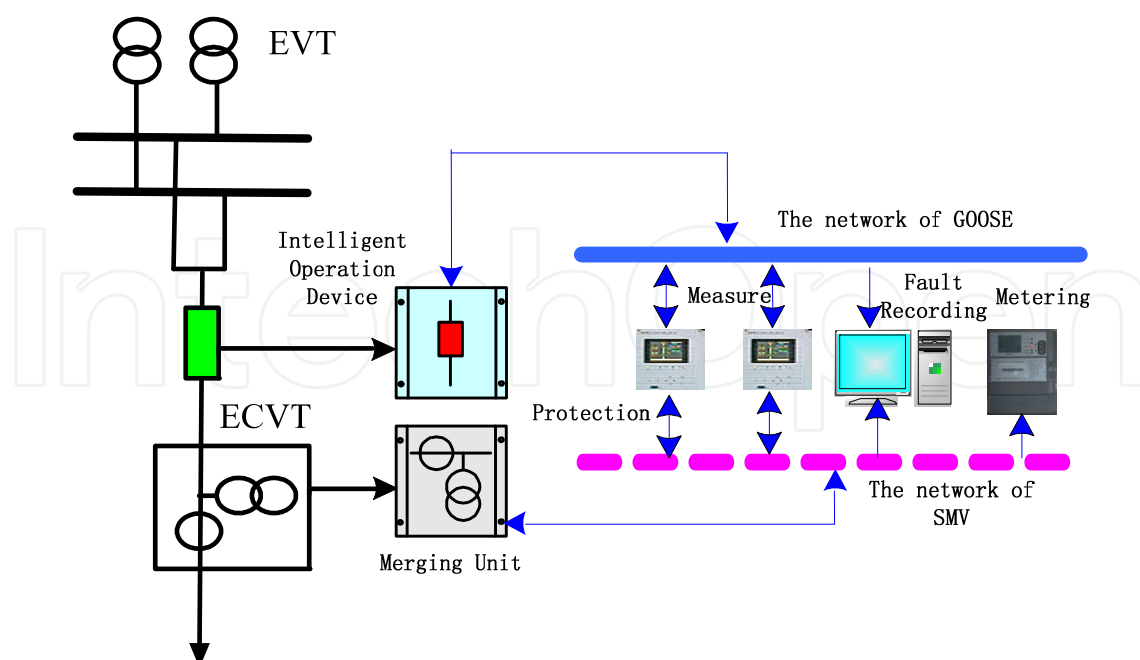 EVT
The network of GOOSE
Intelligent
Operation
Device
Measure
Fault
Recording
Metering
ECVT
Protection
The network of
SMV
Merging Unit
IntechOpen